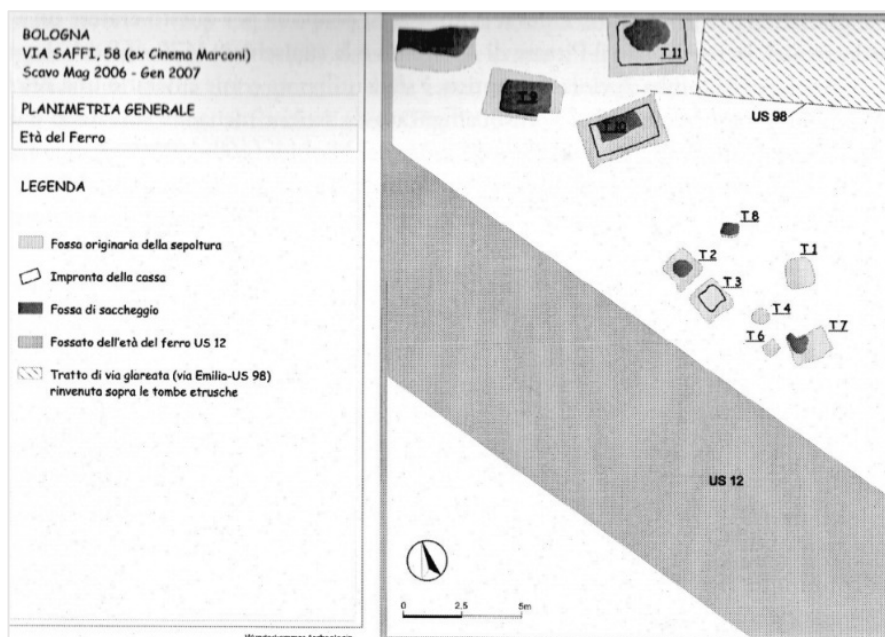 BOLOGNA
VIA SAFFI, 58 (ex Cinema Marconi)
Scavo Mag 2006 - Gen 2007
PLANIMETRIA GENERALE
Età del Ferro
LEGENDA
Fossa originaria della sepoltura
Impronta della cassa
Fossa di saccheggio
Fossato dell'età del ferro US 12
Tratto di via glareata (via Emilia-US 98)
rinvenuta sopra le tombe etrusche
T 11
T 9
T 10
US 98
T 8
T 2
T 1
T 3
T 4
T 7
T 6
US 12
0 2,5 5m